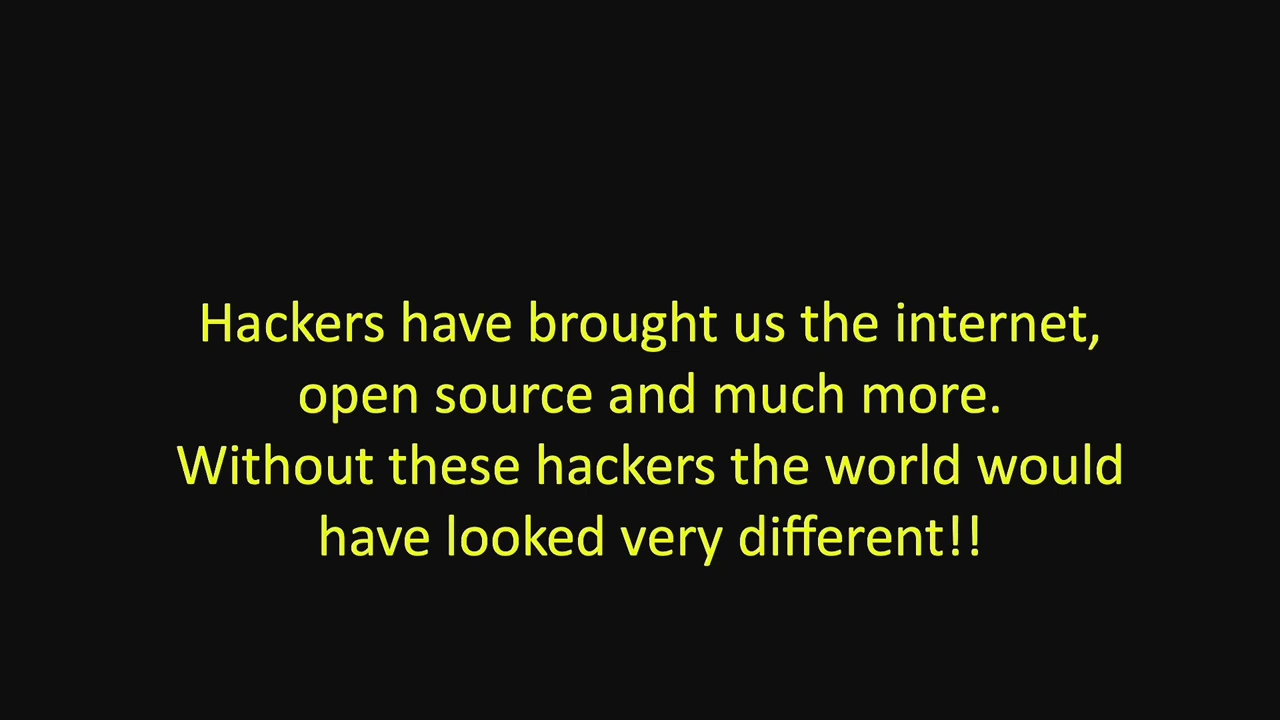 Hackers have brought us the internet,
open source and much more.
Without these hackers the world would
have looked very different!!